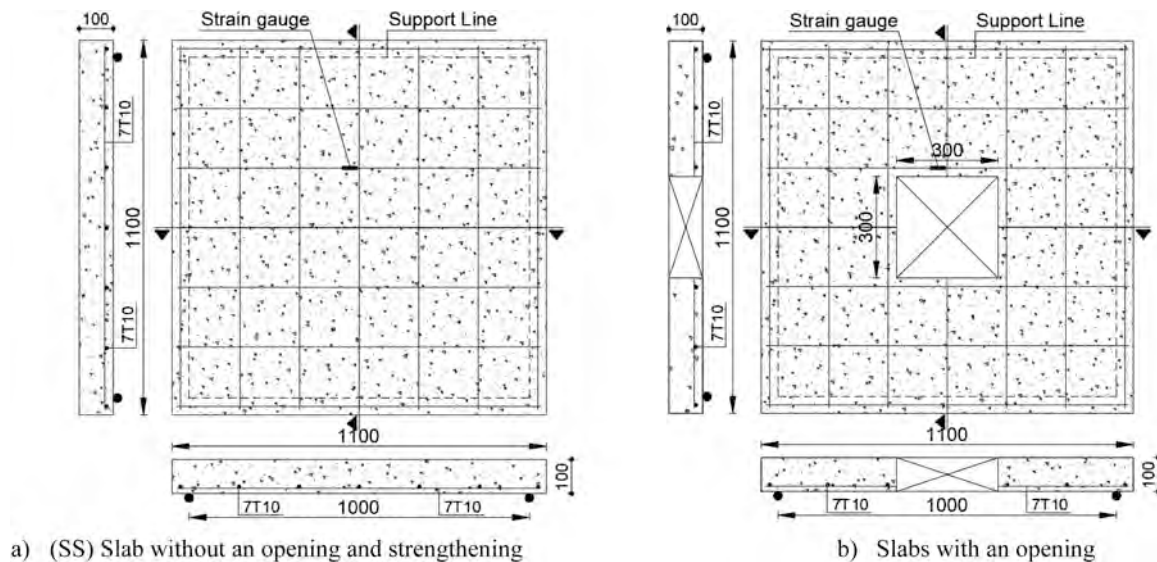 100
Strain gauge
Support Line
7T10
1100
7T10
1100
7T10
1000
7T10
100
a) (SS) Slab without an opening and strengthening
100
Strain gauge
Support Line
7T10
300
1100
300
7T10
1100
7T10
1000
7T10
100
b) Slabs with an opening